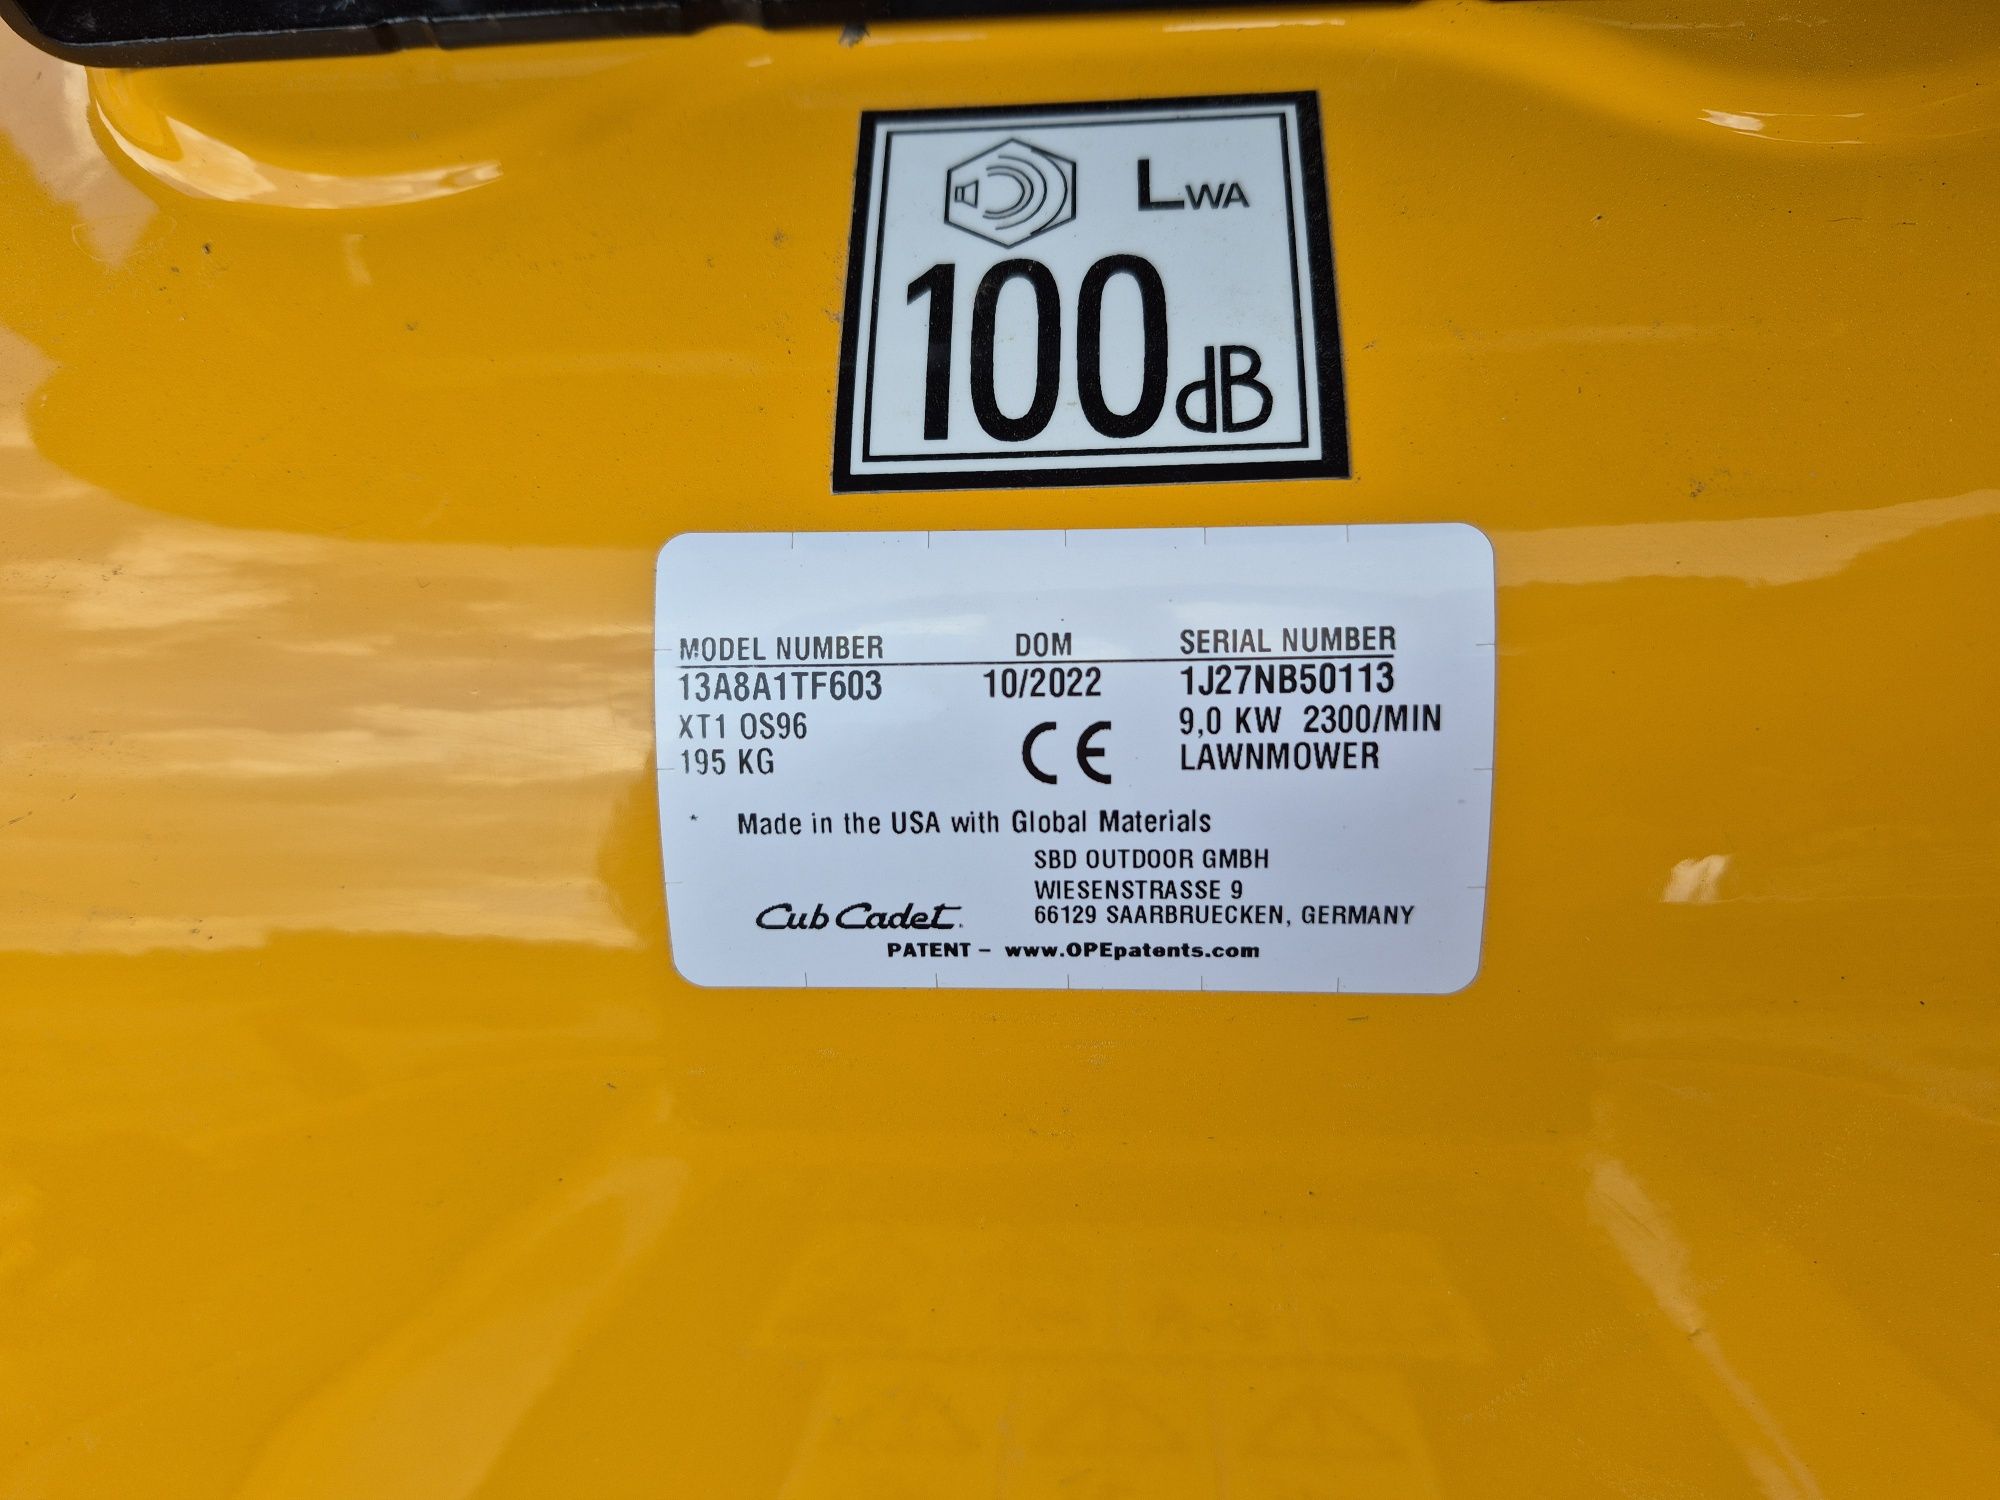 LWA
100dB
MODEL NUMBER DOM SERIAL NUMBER
13A8A1TF603 10/2022 1J27NB50113
XT1 OS96 CE 9,0 KW 2300/MIN
195 KG LAWNMOWER
* Made in the USA with Global Materials
SBD OUTDOOR GMBH
WIESENSTRASSE 9
Cub Cadet. 66129 SAARBRUECKEN, GERMANY
PATENT – www.OPEpatents.com